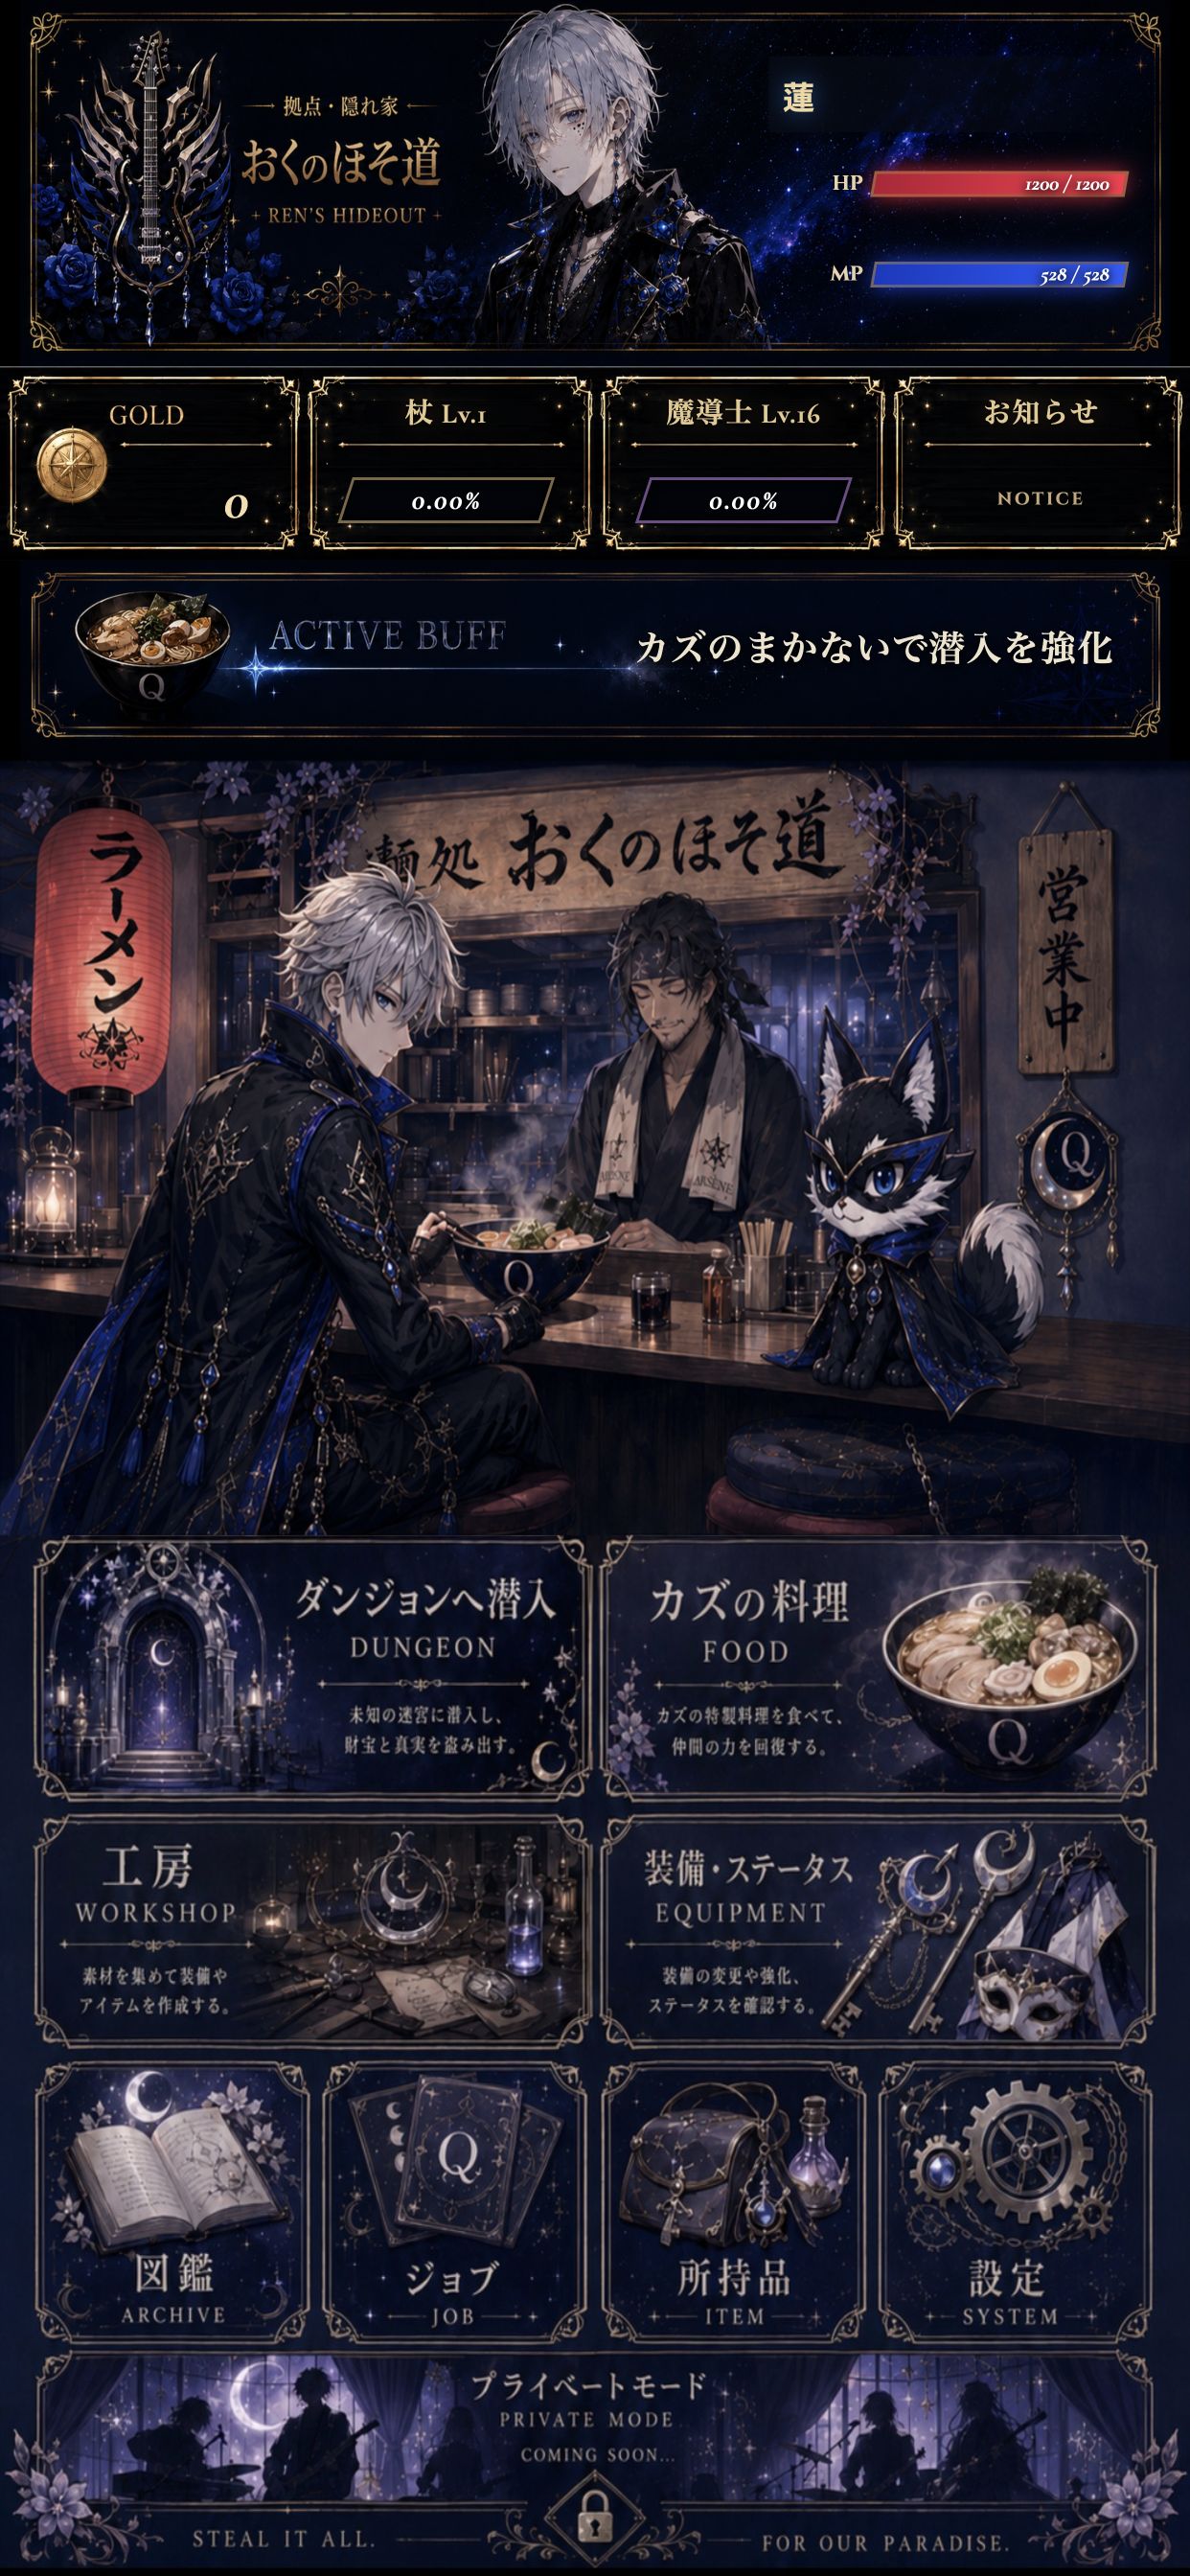 拠点・隠れ家
おくのほそ道
REN'S HIDEOUT
蓮
HP 1200 / 1200
MP 528 / 528
GOLD
0
杖 Lv.1
0.00%
魔導士 Lv.16
0.00%
お知らせ
NOTICE
Q
ACTIVE BUFF
カズのまかないで潜入を強化
麺処 おくのほそ道
ラーメン
営業中
Q
ARSENE
Q
ダンジョンへ潜入
DUNGEON
未知の迷宮に潜入し、
財宝と真実を盗み出す。
カズの料理
FOOD
カズの特製料理を食べて、
仲間の力を回復する。
Q
工房
WORKSHOP
素材を集めて装備や
アイテムを作成する。
装備・ステータス
EQUIPMENT
装備の変更や強化、
ステータスを確認する。
図鑑
ARCHIVE
Q
ジョブ
JOB
所持品
ITEM
設定
SYSTEM
プライベートモード
PRIVATE MODE
COMING SOON...
STEAL IT ALL.
FOR OUR PARADISE.